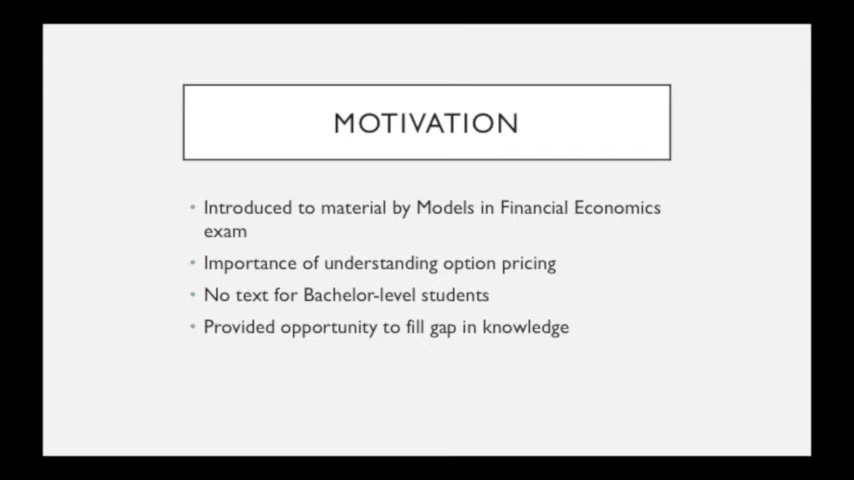 MOTIVATION
• Introduced to material by Models in Financial Economics
exam
• Importance of understanding option pricing
• No text for Bachelor-level students
• Provided opportunity to fill gap in knowledge